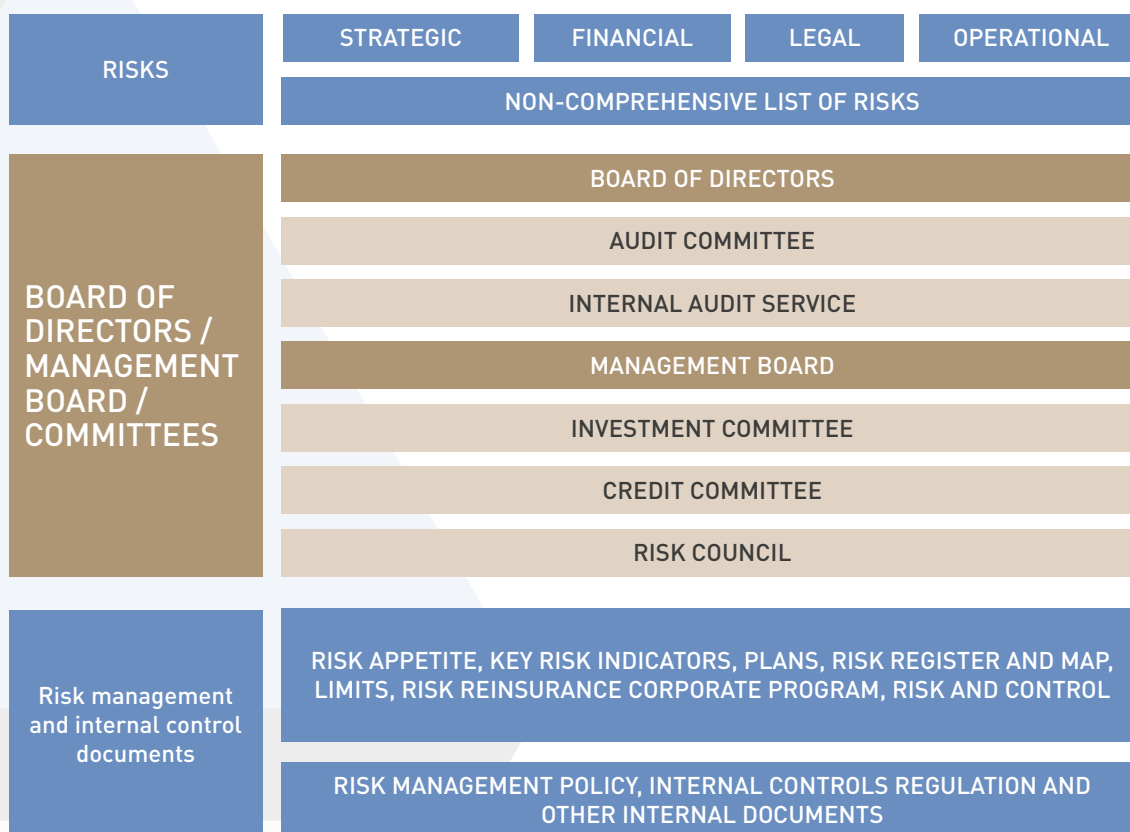 RISKS
STRATEGIC
FINANCIAL
LEGAL
OPERATIONAL
NON-COMPREHENSIVE LIST OF RISKS
BOARD OF
DIRECTORS /
MANAGEMENT
BOARD /
COMMITTEES
BOARD OF DIRECTORS
AUDIT COMMITTEE
INTERNAL AUDIT SERVICE
MANAGEMENT BOARD
INVESTMENT COMMITTEE
CREDIT COMMITTEE
RISK COUNCIL
Risk management
and internal control
documents
RISK APPETITE, KEY RISK INDICATORS, PLANS, RISK REGISTER AND MAP,
LIMITS, RISK REINSURANCE CORPORATE PROGRAM, RISK AND CONTROL
RISK MANAGEMENT POLICY, INTERNAL CONTROLS REGULATION AND
OTHER INTERNAL DOCUMENTS